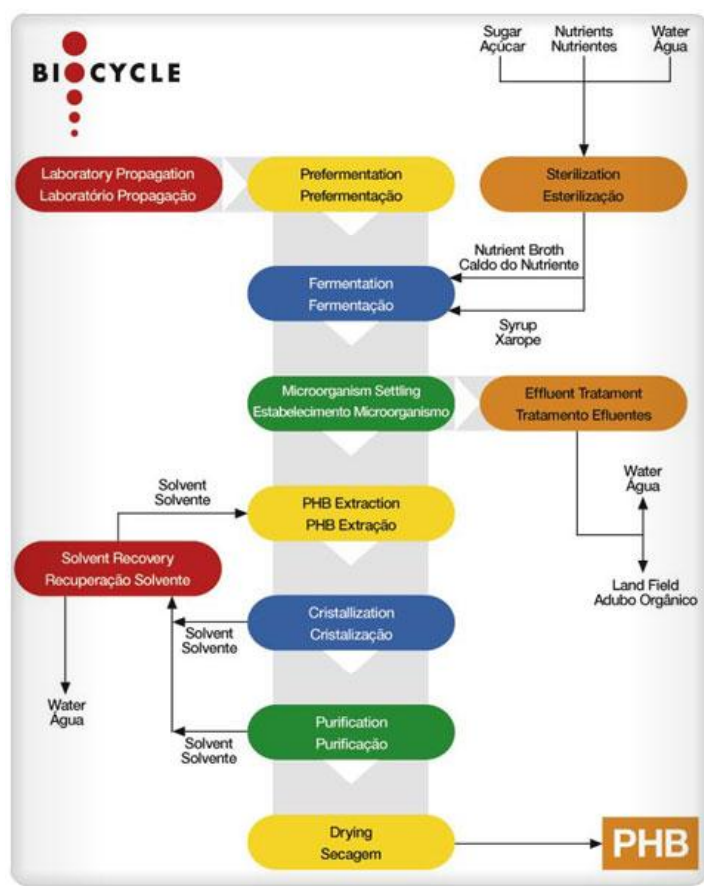 BIOCYCLE
Sugar
Açúcar
Nutrients
Nutrientes
Water
Água
Laboratory Propagation
Laboratório Propagação
Prefermentation
Prefermentação
Sterilization
Esterilização
Nutrient Broth
Caldo do Nutriente
Fermentation
Fermentação
Syrup
Xarope
Microorganism Settling
Estabelecimento Microorganismo
Effluent Tratament
Tratamento Efluentes
Water
Água
Solvent
Solvente
PHB Extraction
PHB Extração
Solvent Recovery
Recuperação Solvente
Land Field
Adubo Orgânico
Cristallization
Cristalização
Solvent
Solvente
Water
Água
Purification
Purificação
Solvent
Solvente
Drying
Secagem
PHB